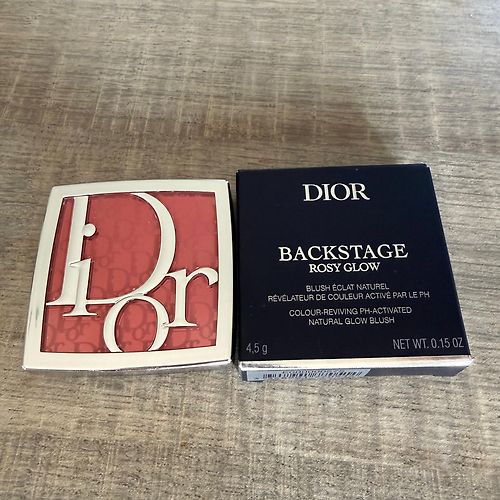 Dior
DIOR
BACKSTAGE
ROSY GLOW
BLUSH ÉCLAT NATUREL
RÉVÉLATEUR DE COULEUR ACTIVÉ PAR LE PH
COLOUR-REVIVING PH-ACTIVATED
NATURAL GLOW BLUSH
4,5 g
NET WT. 0.15 OZ